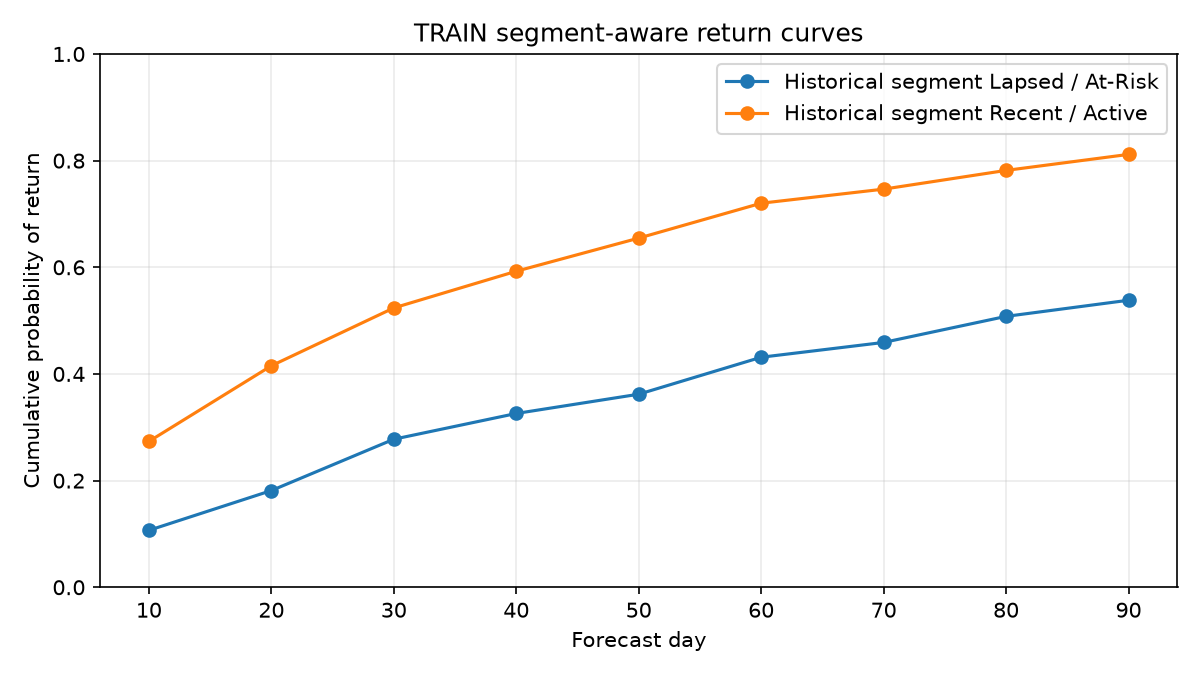 TRAIN segment-aware return curves
Historical segment Lapsed / At-Risk
Historical segment Recent / Active
Cumulative probability of return
1.0
0.8
0.6
0.4
0.2
0.0
10 20 30 40 50 60 70 80 90
Forecast day